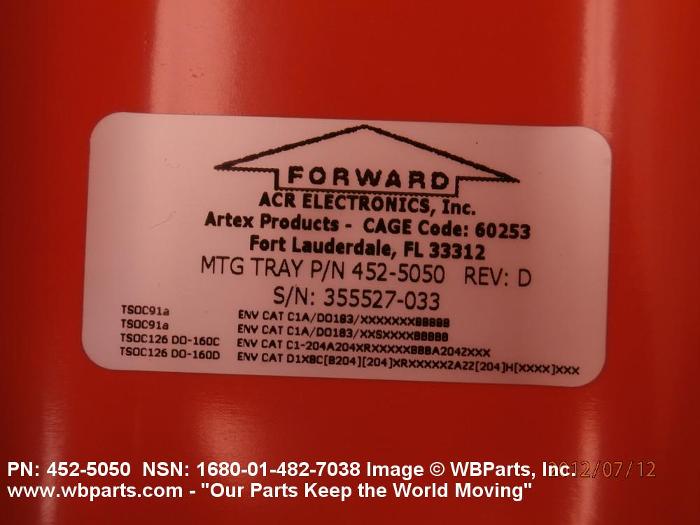 FORWARD
ACR ELECTRONICS, Inc.
Artex Products - CAGE Code: 60253
Fort Lauderdale, FL 33312
MTG TRAY P/N 452-5050 REV: D
S/N: 355527-033
TSOC91a ENV CAT C1A/DO183/XXXXXXXBBBBB
TSOC91a ENV CAT C1A/DO183/XXSXXXXBBBBB
TSOC126 DO-160C ENV CAT C1-204A204XRXXXXXBBBA204ZXXX
TSOC126 DO-160D ENV CAT D1XBC[B204][204]XRXXXXXZAZZ[204]H[XXXX]XXX
PN: 452-5050 NSN: 1680-01-482-7038 Image © WBParts, Inc.
2012/07/12
www.wbparts.com - "Our Parts Keep the World Moving"